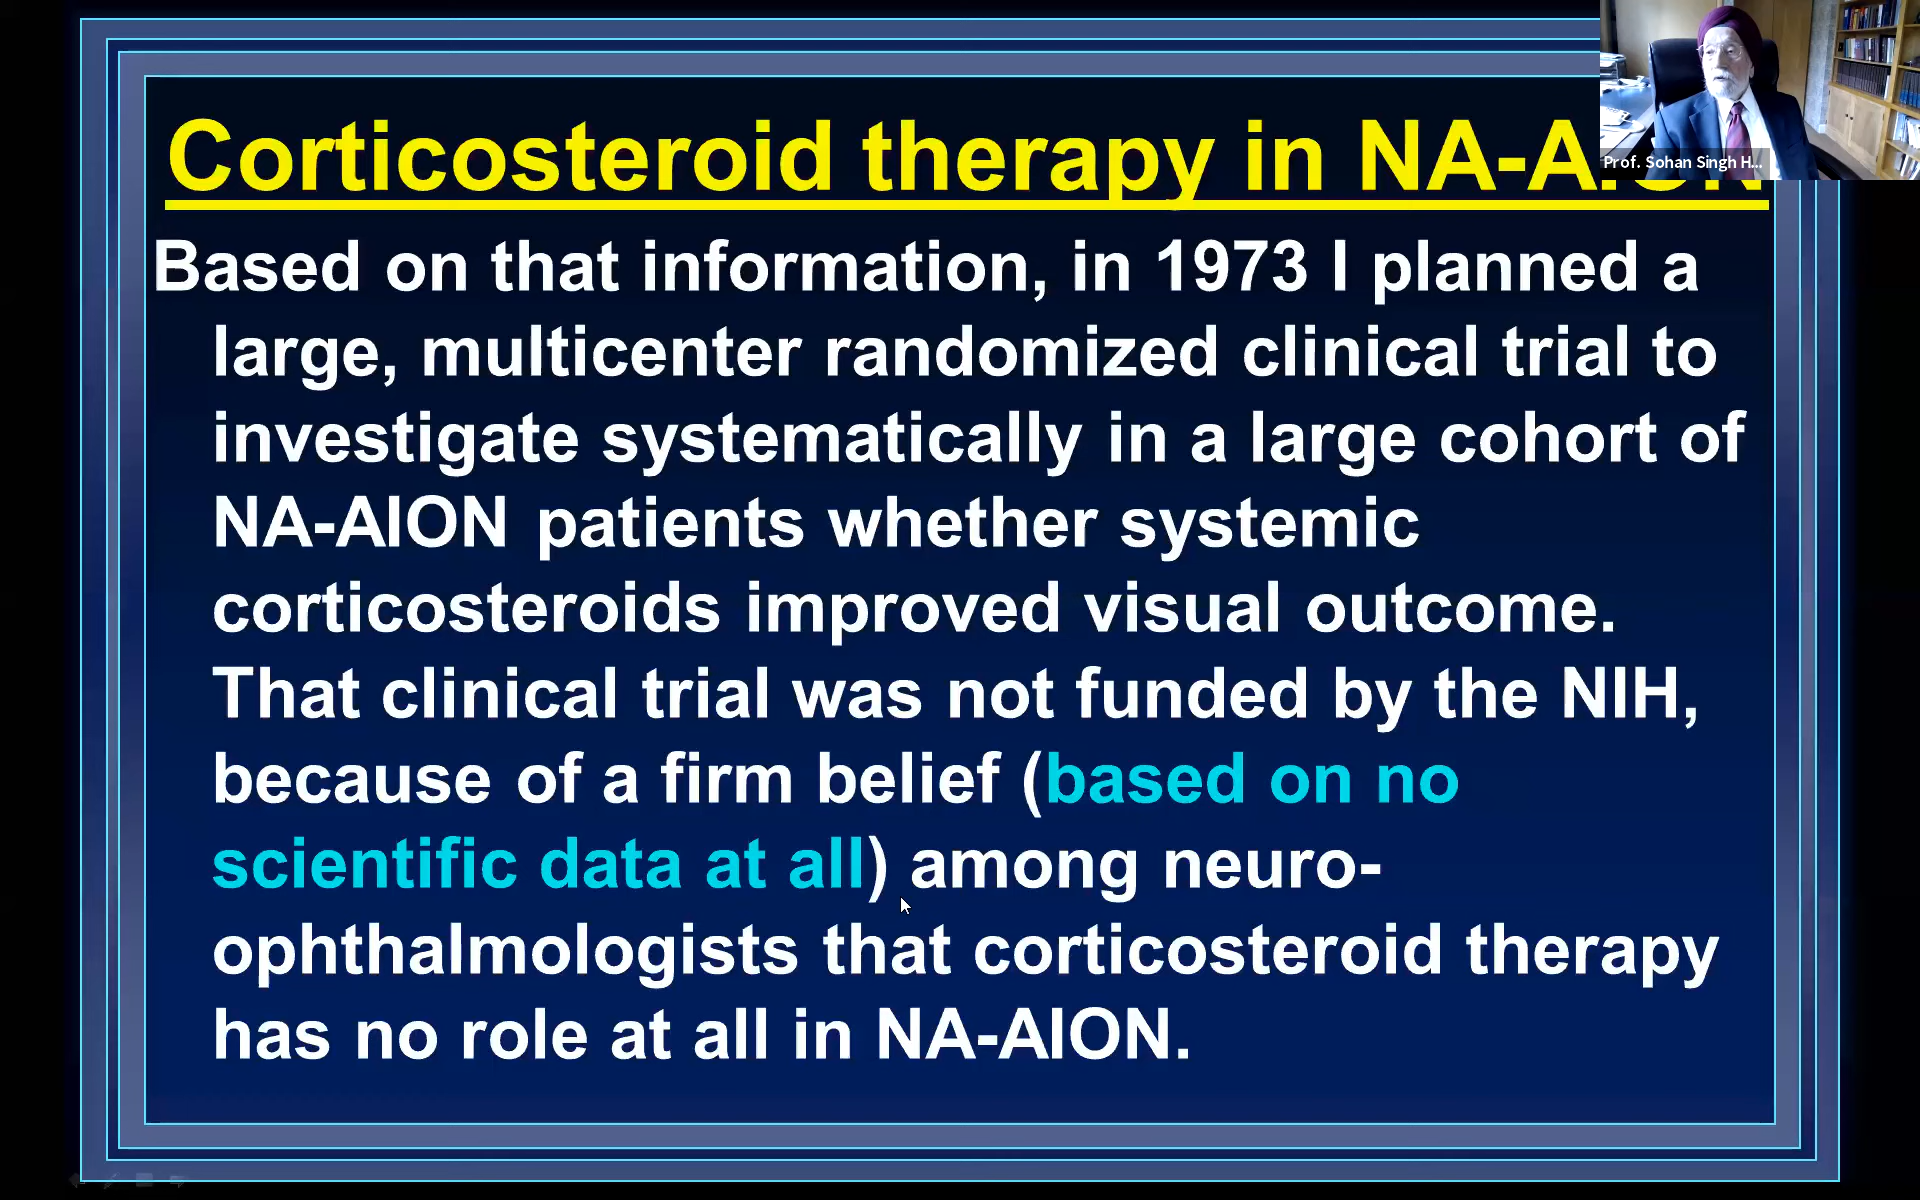 Corticosteroid therapy in NA-AION
Prof. Sohan Singh H...
Based on that information, in 1973 I planned a
large, multicenter randomized clinical trial to
investigate systematically in a large cohort of
NA-AION patients whether systemic
corticosteroids improved visual outcome.
That clinical trial was not funded by the NIH,
because of a firm belief (based on no
scientific data at all) among neuro-
ophthalmologists that corticosteroid therapy
has no role at all in NA-AION.